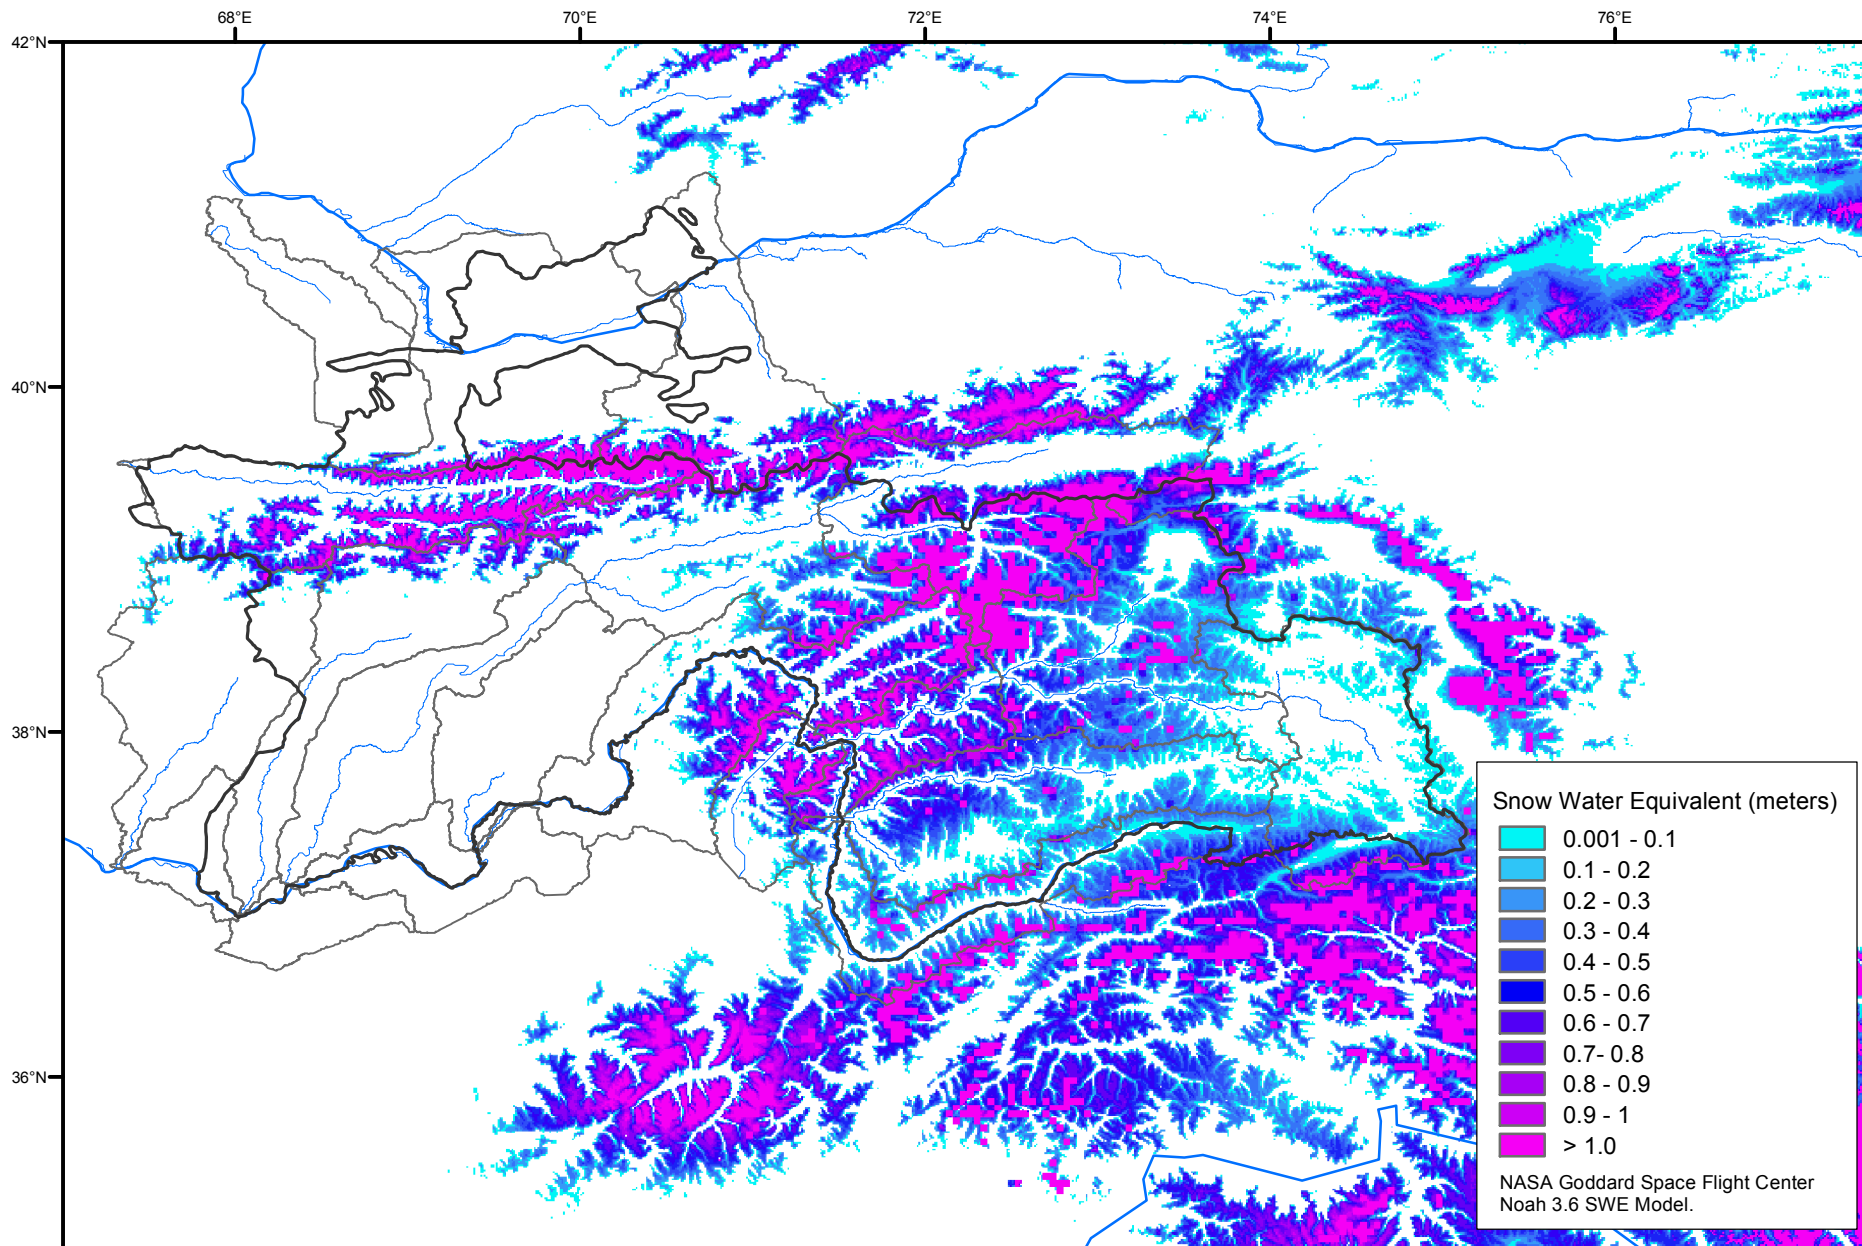 68°E
70°E
72°E
74°E
76°E
42°N
40°N
38°N
36°N
Snow Water Equivalent (meters)
0.001 - 0.1
0.1 - 0.2
0.2 - 0.3
0.3 - 0.4
0.4 - 0.5
0.5 - 0.6
0.6 - 0.7
0.7- 0.8
0.8 - 0.9
0.9 - 1
> 1.0
NASA Goddard Space Flight Center
Noah 3.6 SWE Model.